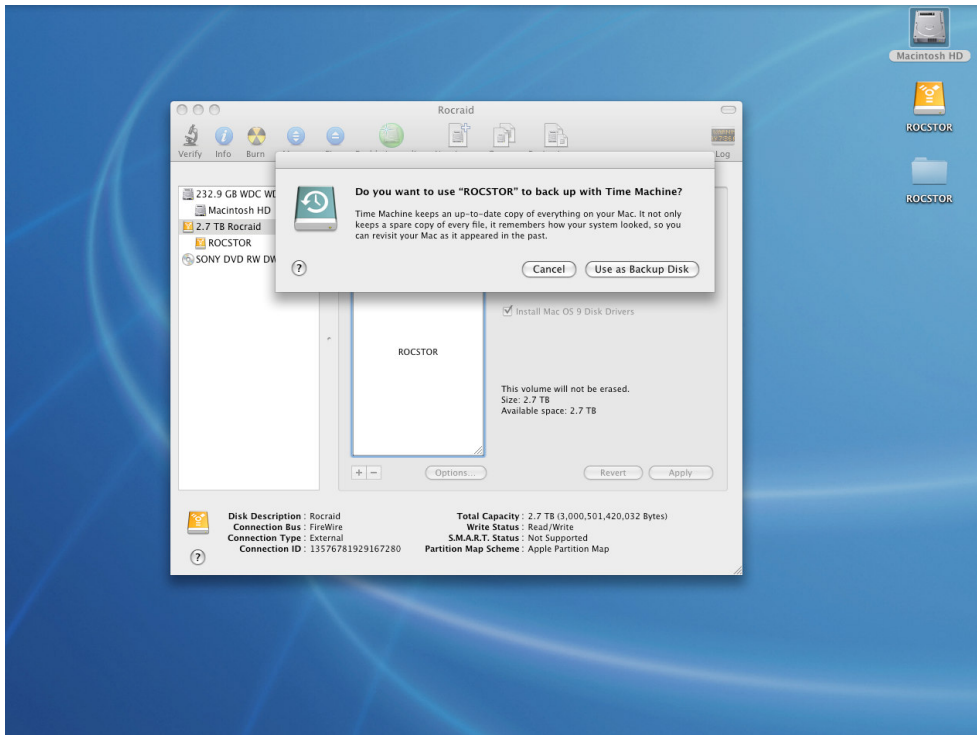 Macintosh HD
ROCSTOR
ROCSTOR
Rocraid
Verify Info Burn
Log
232.9 GB WDC WD
Macintosh HD
2.7 TB Rocraid
ROCSTOR
SONY DVD RW DW
Do you want to use "ROCSTOR" to back up with Time Machine?
Time Machine keeps an up-to-date copy of everything on your Mac. It not only
keeps a spare copy of every file, it remembers how your system looked, so you
can revisit your Mac as it appeared in the past.
? Cancel Use as Backup Disk
Install Mac OS 9 Disk Drivers
ROCSTOR
This volume will not be erased.
Size: 2.7 TB
Available space: 2.7 TB
+ − Options... Revert Apply
Disk Description : Rocraid
Connection Bus : FireWire
Connection Type : External
Connection ID : 13576781929167280
Total Capacity : 2.7 TB (3,000,501,420,032 Bytes)
Write Status : Read/Write
S.M.A.R.T. Status : Not Supported
Partition Map Scheme : Apple Partition Map
?